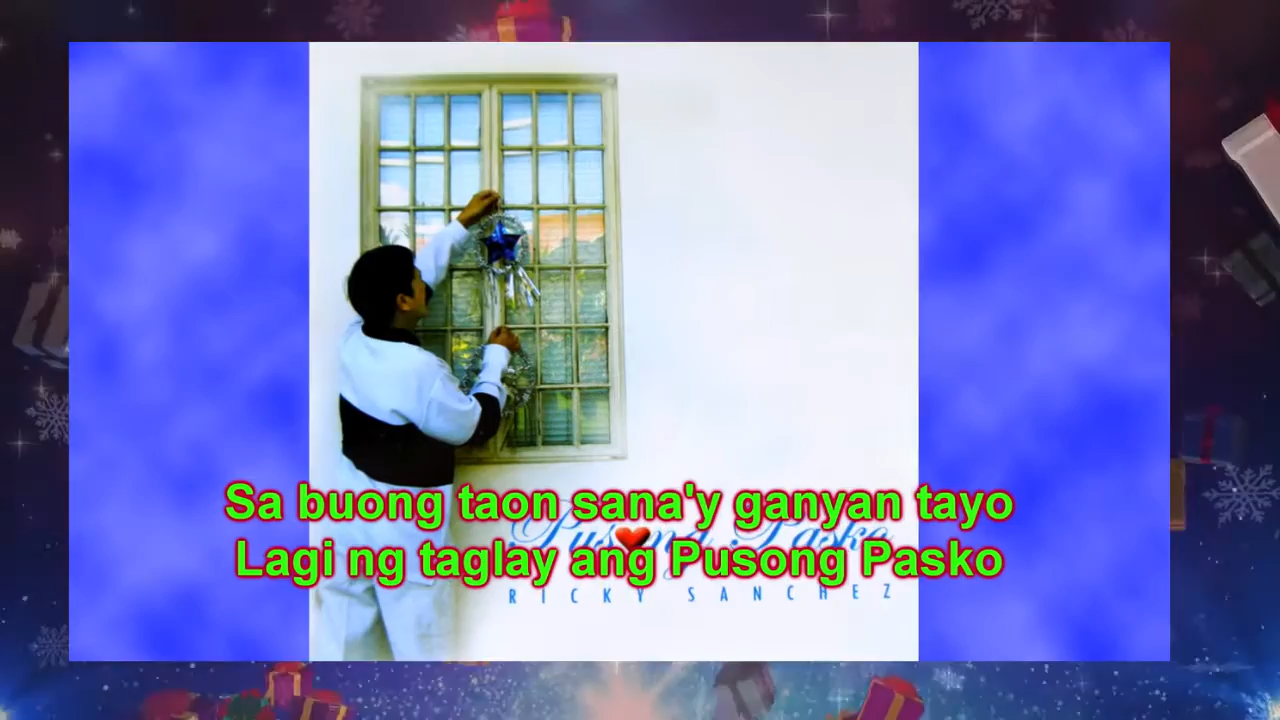 Sa buong taon sana'y ganyan tayo
Pusong Pasko
Lagi ng taglay ang Pusong Pasko
RICKY SANCHEZ